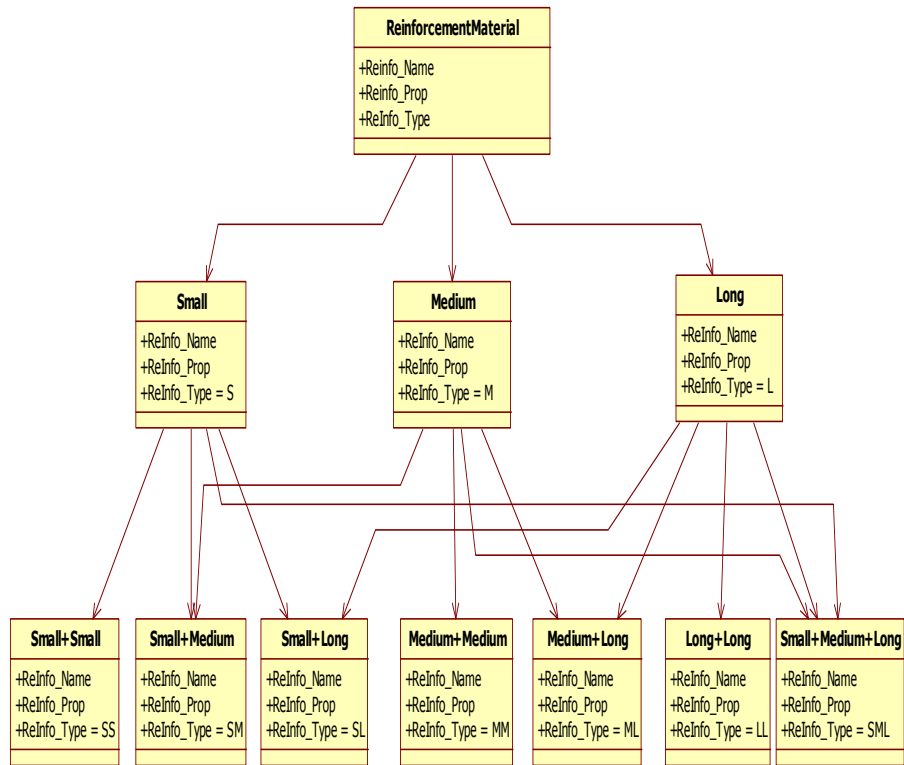 ReinforcementMaterial
+Reinfo_Name
+Reinfo_Prop
+ReInfo_Type
Small
+ReInfo_Name
+ReInfo_Prop
+ReInfo_Type = S
Medium
+ReInfo_Name
+ReInfo_Prop
+ReInfo_Type = M
Long
+ReInfo_Name
+ReInfo_Prop
+ReInfo_Type = L
Small+Small
+ReInfo_Name
+ReInfo_Prop
+ReInfo_Type = SS
Small+Medium
+ReInfo_Name
+ReInfo_Prop
+ReInfo_Type = SM
Small+Long
+ReInfo_Name
+ReInfo_Prop
+ReInfo_Type = SL
Medium+Medium
+ReInfo_Name
+ReInfo_Prop
+ReInfo_Type = MM
Medium+Long
+ReInfo_Name
+ReInfo_Prop
+ReInfo_Type = ML
Long+Long
+ReInfo_Name
+ReInfo_Prop
+ReInfo_Type = LL
Small+Medium+Long
+ReInfo_Name
+ReInfo_Prop
+ReInfo_Type = SML